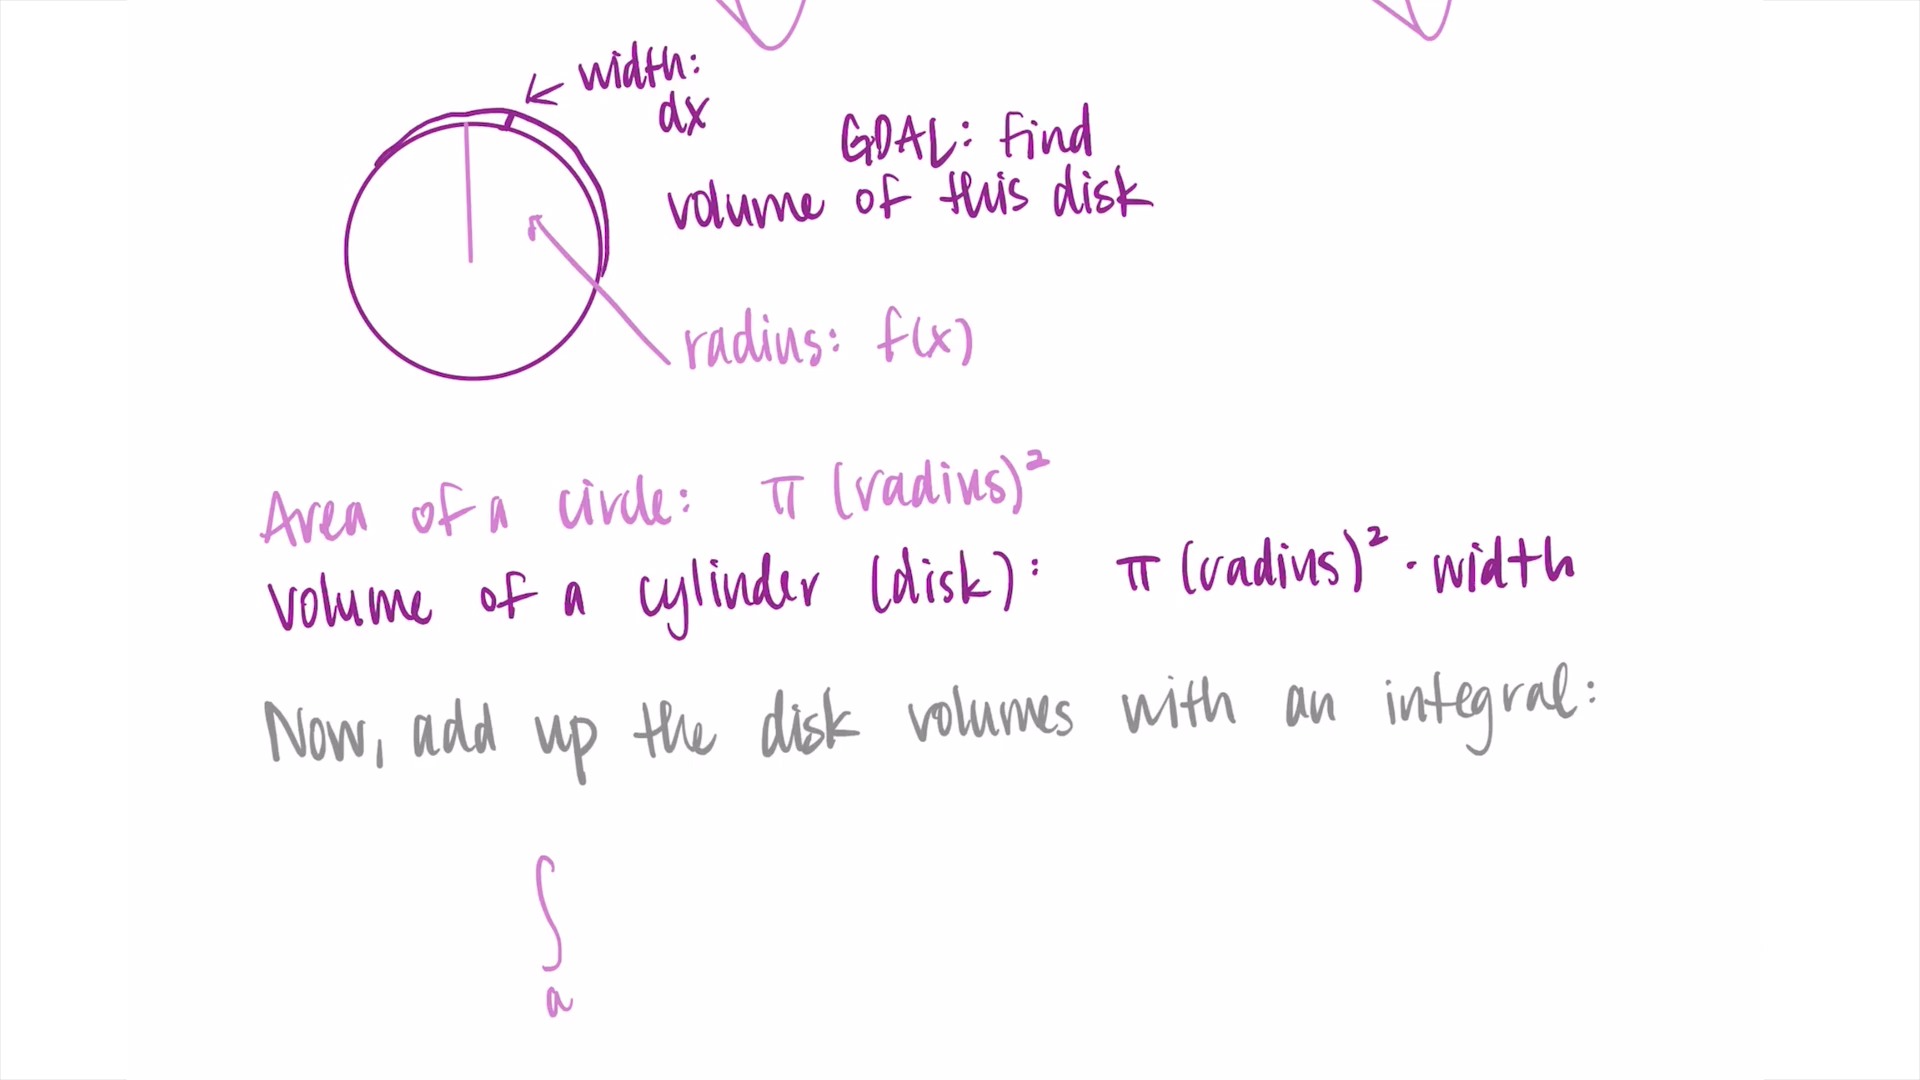 width:
dx
GOAL: find
volume of this disk
radius: f(x)
Area of a circle: π (radius)²
Volume of a cylinder (disk): π (radius)² · width
Now, add up the disk volumes with an integral:
∫
a